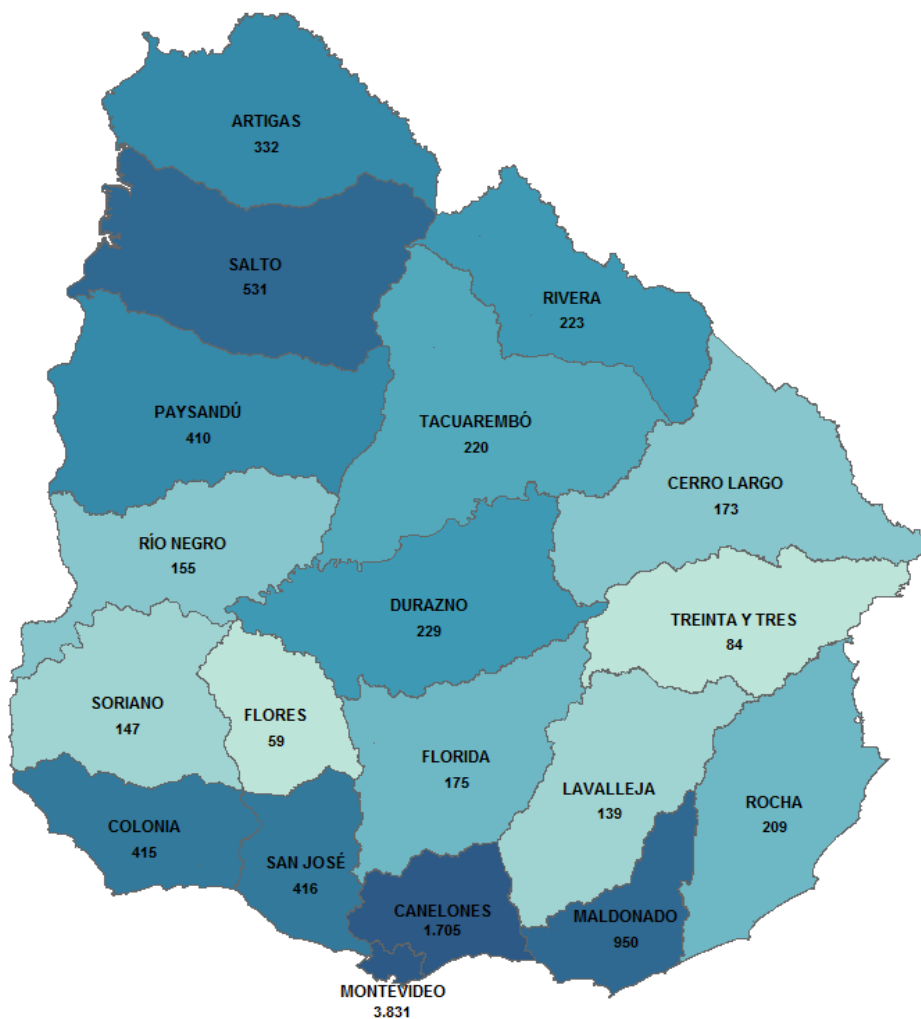 ARTIGAS
332
SALTO
531
RIVERA
223
PAYSANDÚ
410
TACUAREMBÓ
220
CERRO LARGO
173
RÍO NEGRO
155
DURAZNO
229
TREINTA Y TRES
84
SORIANO
147
FLORES
59
FLORIDA
175
LAVALLEJA
139
ROCHA
209
COLONIA
415
SAN JOSÉ
416
CANELONES
1.705
MALDONADO
950
MONTEVIDEO
3.831